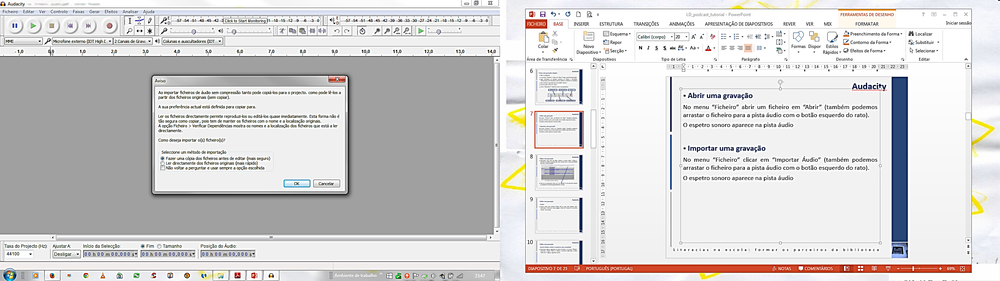 Audacity
Ficheiro Editar Ver Controlo Faixas Gerar Efeitos Analisar Ajuda
-57 -54 -51 -48 -45 -42 -3 Click to Start Monitoring -18 -15 -12 -9 -6 -3 0
-57 -54 -51 -48 -45 -42 -39 -36 -33 -30 -27 -24 -21 -18 -15 -12 -9 -6 -3 0
MME Microfone externo (IDT High D 2 Canais de Grava Colunas e auscultadores (IDT
- 1,0 0,0 1,0 2,0 3,0 4,0 5,0 6,0 7,0 8,0 9,0 10,0 11,0 12,0 13,0 14,0
Aviso
Ao importar ficheiros de áudio sem compressão tanto pode copiá-los para o projecto. como pode lê-los a
partir dos ficheiros originais (sem copiar).
A sua preferência actual está definida para copiar para.
Ler os ficheiros directamente permite reproduzi-los ou editá-los quase imediatamente. Esta forma não é
tão segura como copiar, pois tem de manter os ficheiros com o nome e a localização originais.
A opção Ficheiro > Verificar Dependências mostra os nomes e a localização dos ficheiros que está a ler
directamente.
Como deseja importar o(s) ficheiro(s)?
Seleccione um método de importação
Fazer uma cópia dos ficheiros antes de editar (mais seguro)
Ler directamente dos ficheiros originais (mais rápido)
Não voltar a perguntar e usar sempre a opção escolhida
OK Cancelar
Taxa do Projecto (Hz): Ajustar A: Início da Selecção: Fim Tamanho Posição do Áudio:
44100 Desligar 00 h 00 m 00.000 s 00 h 00 m 00.000 s 00 h 00 m 00.000 s
Ambiente de trabalho 23:47
LD_podcast_tutorial - PowerPoint
FERRAMENTAS DE DESENHO
FICHEIRO BASE INSERIR ESTRUTURA TRANSIÇÕES ANIMAÇÕES APRESENTAÇÃO DE DIAPOSITIVOS REVER VER MIX FORMATAR Iniciar sessão
Colar
Novo
Diapositivo
Esquema
Repor
Secção
Calibri (corpo) 20
N I S S abc AV Aa A
Formas Dispor Estilos
Rápidos
Preenchimento da Forma
Contorno da Forma
Efeitos de Forma
Localizar
Substituir
Selecionar
Área de Transferência Diapositivos Tipo de Letra Parágrafo Desenho Editar
1 1 2 3 4 5 6 7 8 9 10 11 12 13 14 15 16 17 18 19 20 21 22 23
6
7
8
9
10
Audacity
▪ Abrir uma gravação
No menu “Ficheiro” abrir um ficheiro em “Abrir” (também podemos
arrastar o ficheiro para a pista áudio com o botão esquerdo do rato).
O espetro sonoro aparece na pista áudio
▪ Importar uma gravação
No menu “Ficheiro” clicar em “Importar Áudio” (também podemos
arrastar o ficheiro para a pista áudio com o botão esquerdo do rato).
O espetro sonoro aparece na pista áudio
Literacias na escola: formar os parceiros da biblioteca
DIAPOSITIVO 7 DE 23 PORTUGUÊS (PORTUGAL) NOTAS COMENTÁRIOS 69%